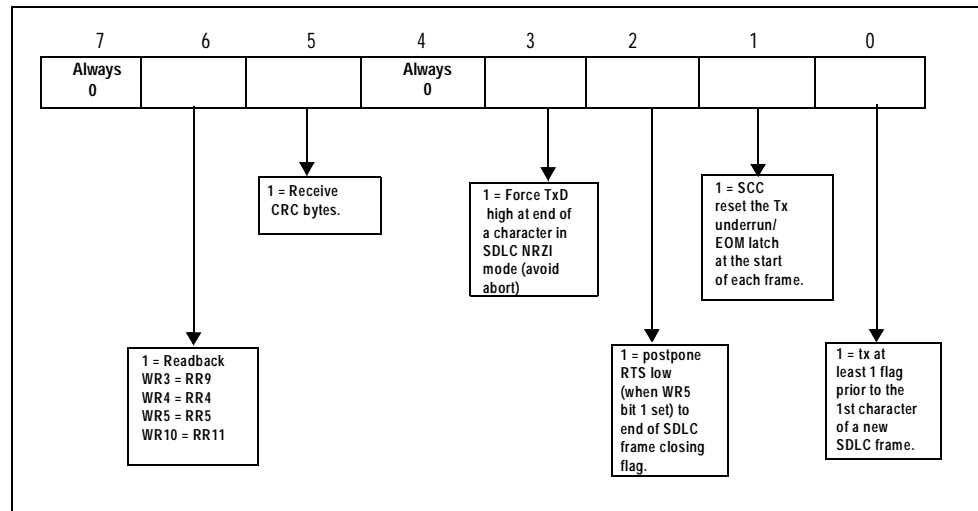 7 6 5 4 3 2 1 0
Always
0
Always
0
1 = Receive
CRC bytes.
1 = Force TxD
high at end of
a character in
SDLC NRZI
mode (avoid
abort)
1 = SCC
reset the Tx
underrun/
EOM latch
at the start
of each frame.
1 = Readback
WR3 = RR9
WR4 = RR4
WR5 = RR5
WR10 = RR11
1 = postpone
RTS low
(when WR5
bit 1 set) to
end of SDLC
frame closing
flag.
1 = tx at
least 1 flag
prior to the
1st character
of a new
SDLC frame.